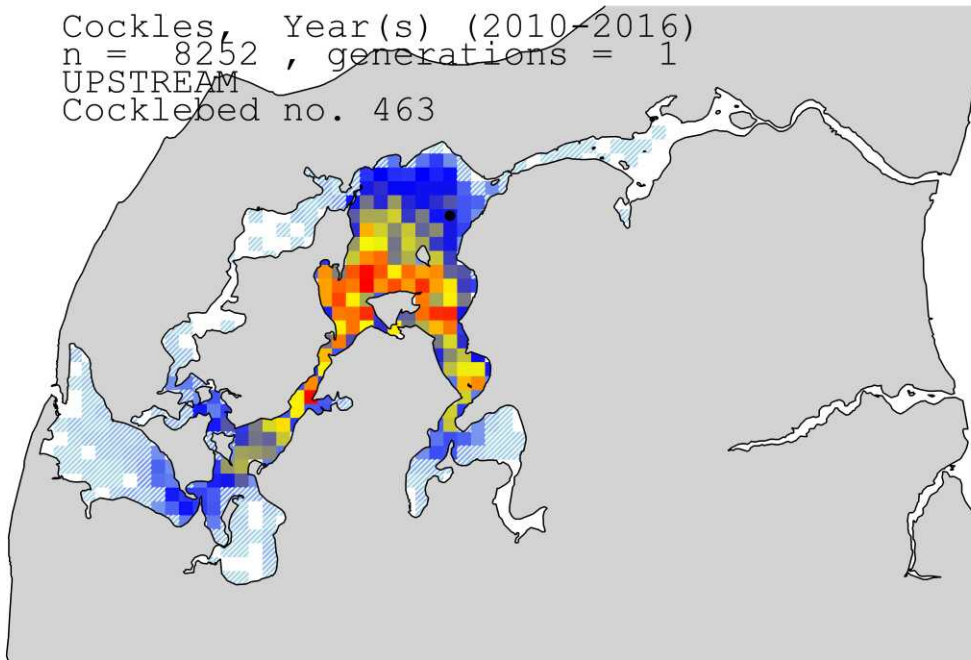 Cockles, Year(s) (2010-2016)
n = 8252 , generations = 1
UPSTREAM
Cocklebed no. 463